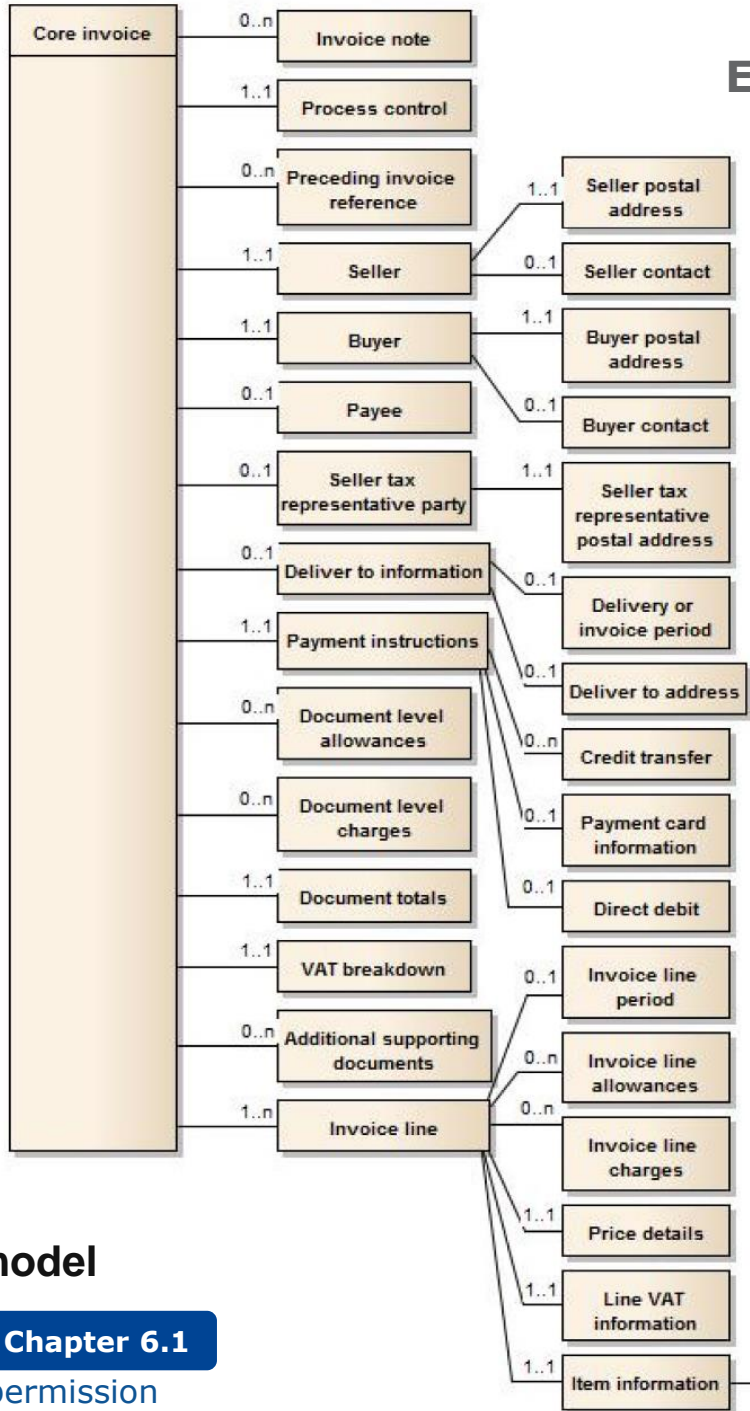 Core invoice
0..n
Invoice note
E
1..1
Process control
0..n
Preceding invoice
reference
1..1
Seller
1..1
Seller postal
address
0..1
Seller contact
1..1
Buyer
1..1
Buyer postal
address
0..1
Buyer contact
0..1
Payee
0..1
Seller tax
representative party
1..1
Seller tax
representative
postal address
0..1
Deliver to information
0..1
Delivery or
invoice period
0..1
Deliver to address
1..1
Payment instructions
0..n
Credit transfer
0..1
Payment card
information
0..1
Direct debit
0..n
Document level
allowances
0..n
Document level
charges
1..1
Document totals
1..1
VAT breakdown
0..n
Additional supporting
documents
1..n
Invoice line
0..1
Invoice line
period
0..n
Invoice line
allowances
0..n
Invoice line
charges
1..1
Price details
1..1
Line VAT
information
1..1
Item information
model
Chapter 6.1
permission